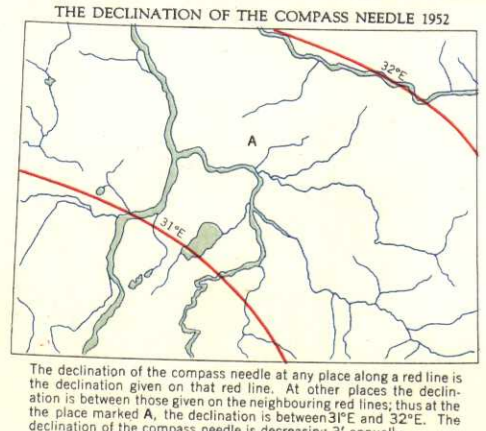 THE DECLINATION OF THE COMPASS NEEDLE 1952
32°E
A
31°E
The declination of the compass needle at any place along a red line is
the declination given on that red line. At other places the declin-
ation is between those given on the neighbouring red lines; thus at the
the place marked A, the declination is between 31°E and 32°E. The
declination of the compass needle is decreasing